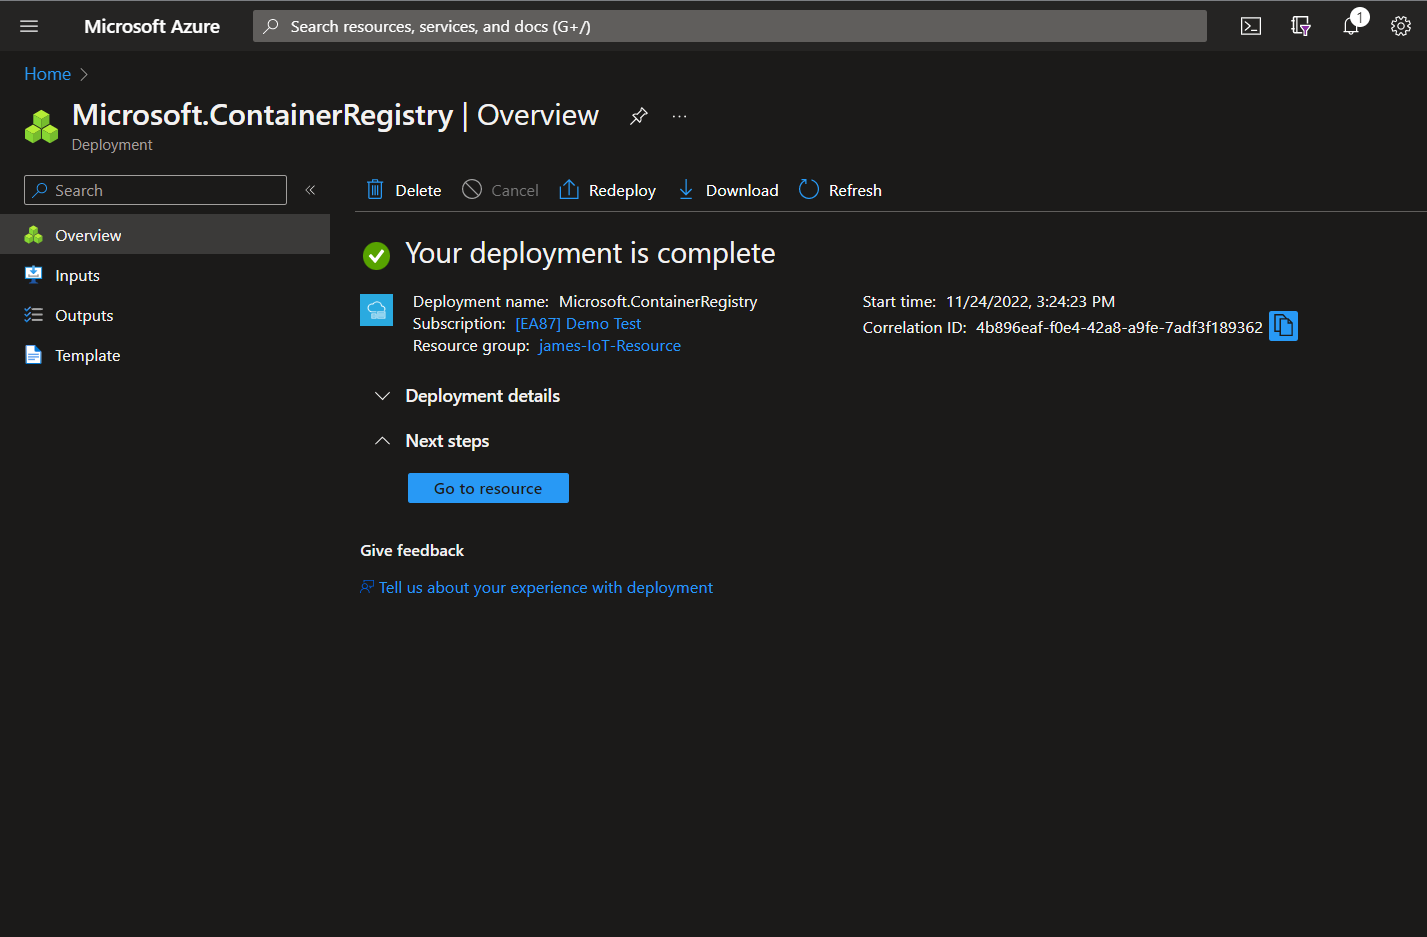 Microsoft Azure
Search resources, services, and docs (G+/)
1
Home
Microsoft.ContainerRegistry | Overview
Deployment
Search
Overview
Inputs
Outputs
Template
Delete
Cancel
Redeploy
Download
Refresh
Your deployment is complete
Deployment name: Microsoft.ContainerRegistry
Subscription: [EA87] Demo Test
Resource group: james-IoT-Resource
Start time: 11/24/2022, 3:24:23 PM
Correlation ID: 4b896eaf-f0e4-42a8-a9fe-7adf3f189362
Deployment details
Next steps
Go to resource
Give feedback
Tell us about your experience with deployment